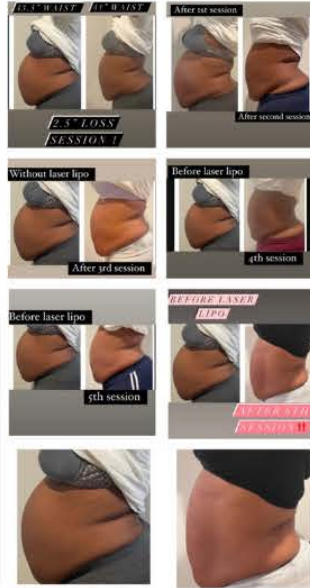 43.5" WAIST
41" WAIST
2.5" LOSS
SESSION 1
After 1st session
After second session
Without laser lipo
After 3rd session
Before laser lipo
4th session
Before laser lipo
5th session
BEFORE LASER
LIPO
AFTER 8TH
SESSION‼️